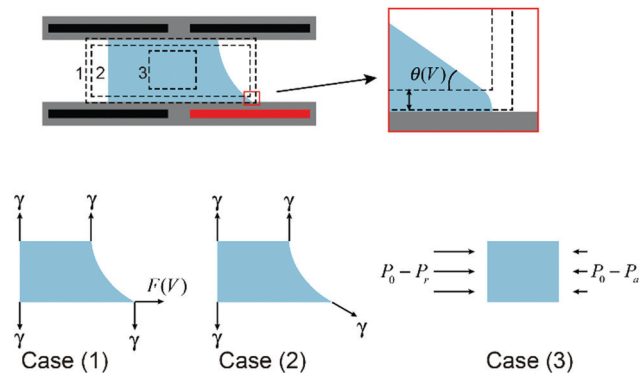 1 2 3
θ(V)
γ γ γ γ
F(V) P₀ − Pᵣ P₀ − Pₐ
γ γ γ γ
Case (1) Case (2) Case (3)